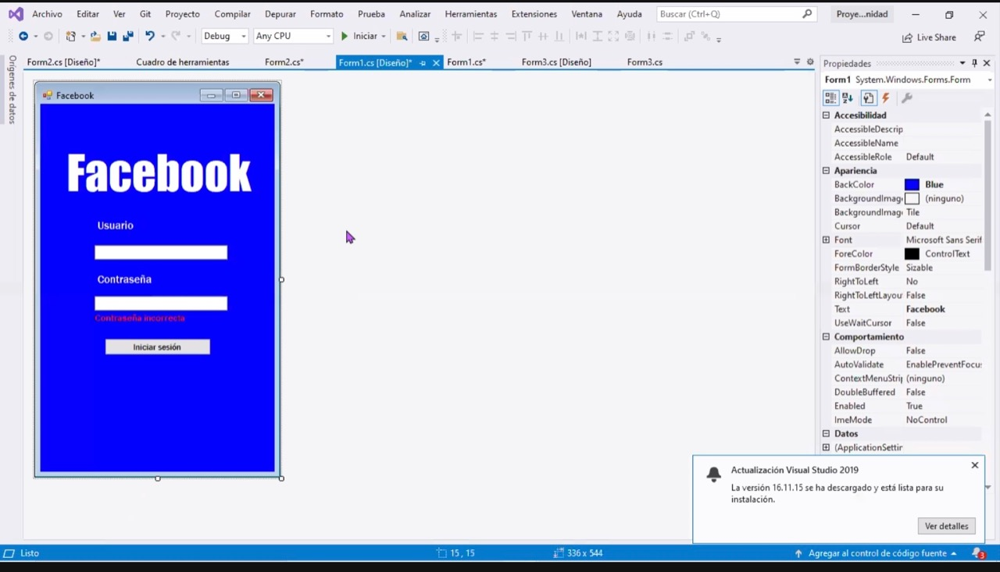 Archivo Editar Ver Git Proyecto Compilar Depurar Formato Prueba Analizar Herramientas Extensiones Ventana Ayuda Buscar (Ctrl+Q) Proye...nidad
Debug Any CPU Iniciar Live Share
Orígenes de datos
Form2.cs [Diseño]* Cuadro de herramientas Form2.cs* Form1.cs [Diseño]* Form1.cs* Form3.cs [Diseño] Form3.cs
Facebook
Facebook
Usuario
Contraseña
Contraseña incorrecta
Iniciar sesión
Propiedades
Form1 System.Windows.Forms.Form
Accesibilidad
AccessibleDescrip
AccessibleName
AccessibleRole Default
Apariencia
BackColor Blue
BackgroundImag (ninguno)
BackgroundImag Tile
Cursor Default
Font Microsoft Sans Serif
ForeColor ControlText
FormBorderStyle Sizable
RightToLeft No
RightToLeftLayou False
Text Facebook
UseWaitCursor False
Comportamiento
AllowDrop False
AutoValidate EnablePreventFocu
ContextMenuStri (ninguno)
DoubleBuffered False
Enabled True
ImeMode NoControl
Datos
(ApplicationSettin
Actualización Visual Studio 2019
La versión 16.11.15 se ha descargado y está lista para su
instalación.
Ver detalles
Listo 15 , 15 336 x 544 Agregar al control de código fuente 3